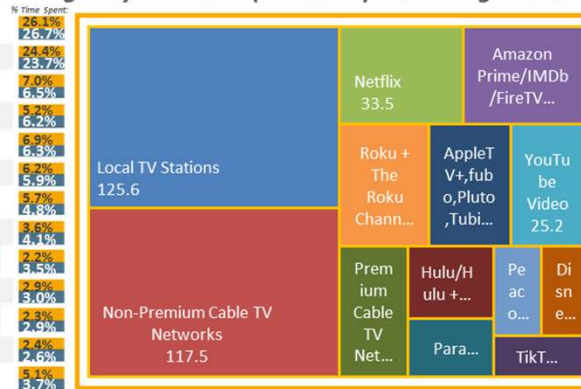 % Time Spent:
26.1%
26.7%
24.4%
23.7%
7.0%
6.5%
5.2%
6.2%
6.9%
6.3%
6.2%
5.9%
5.7%
4.8%
3.6%
4.1%
2.2%
3.5%
2.9%
3.0%
2.3%
2.9%
2.4%
2.6%
5.1%
3.7%
Local TV Stations
125.6
Non-Premium Cable TV
Networks
117.5
Netflix
33.5
Amazon
Prime/IMDb
/FireTV...
Roku +
The
Roku
Chann...
AppleT
V+,fub
o,Pluto
,Tubi...
YouTu
be
Video
25.2
Prem
ium
Cable
TV
Net...
Hulu/H
ulu +...
Pe
aco
o...
Di
sn
e...
Para...
TikT...